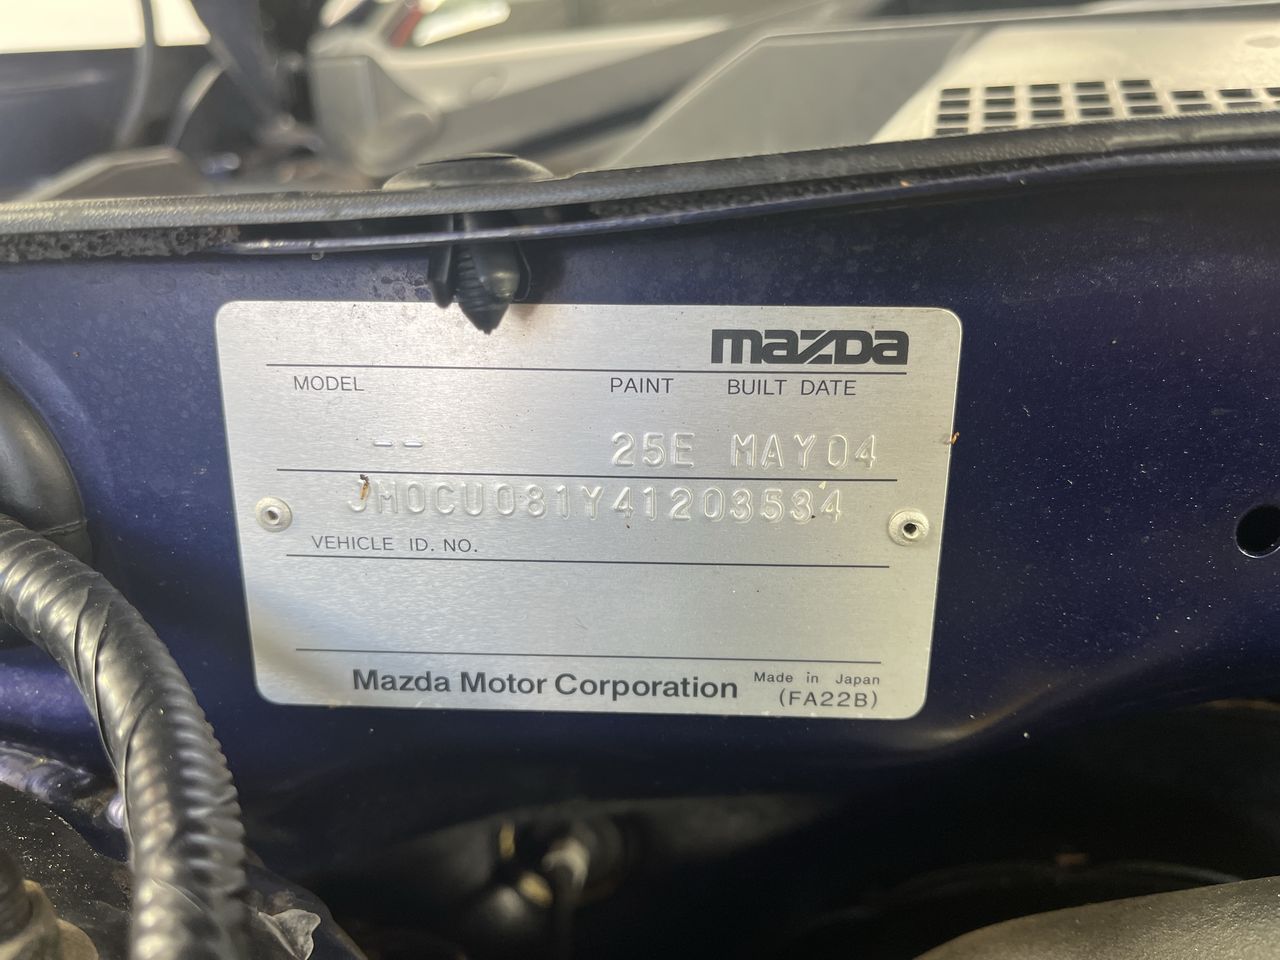 mazda
MODEL PAINT BUILT DATE
-- 25E MAY04
JM0CU081Y41203534
VEHICLE ID. NO.
Mazda Motor Corporation Made in Japan
(FA22B)